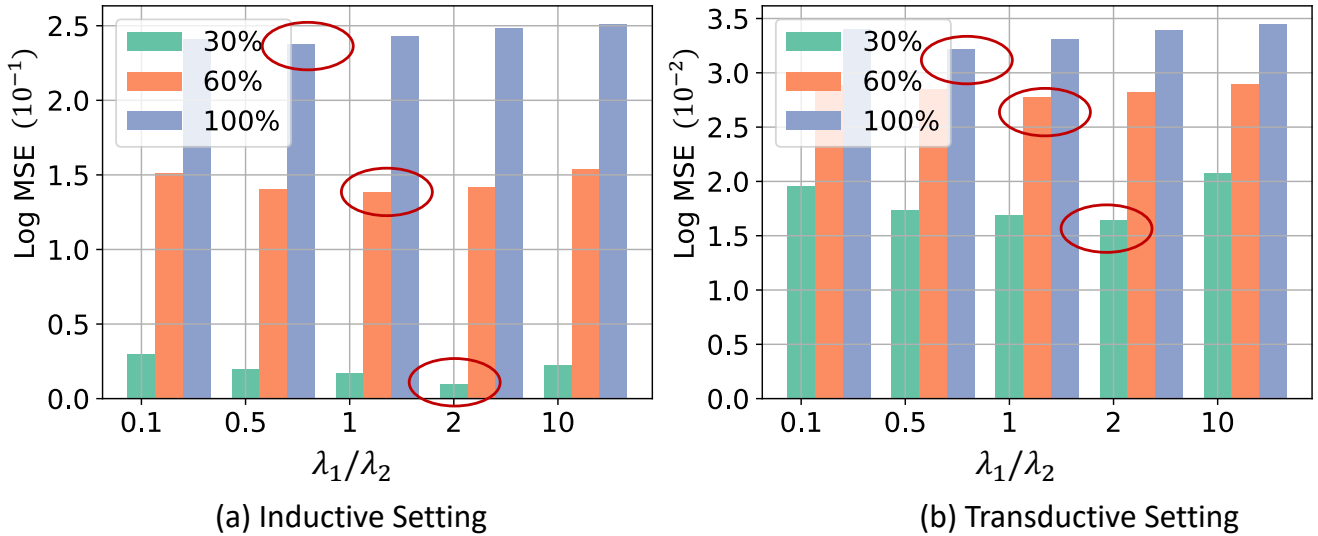 Log MSE (10⁻¹)
2.5
2.0
1.5
1.0
0.5
0.0
30%
60%
100%
0.1 0.5 1 2 10
λ₁/λ₂
(a) Inductive Setting
Log MSE (10⁻²)
3.5
3.0
2.5
2.0
1.5
1.0
0.5
0.0
30%
60%
100%
0.1 0.5 1 2 10
λ₁/λ₂
(b) Transductive Setting